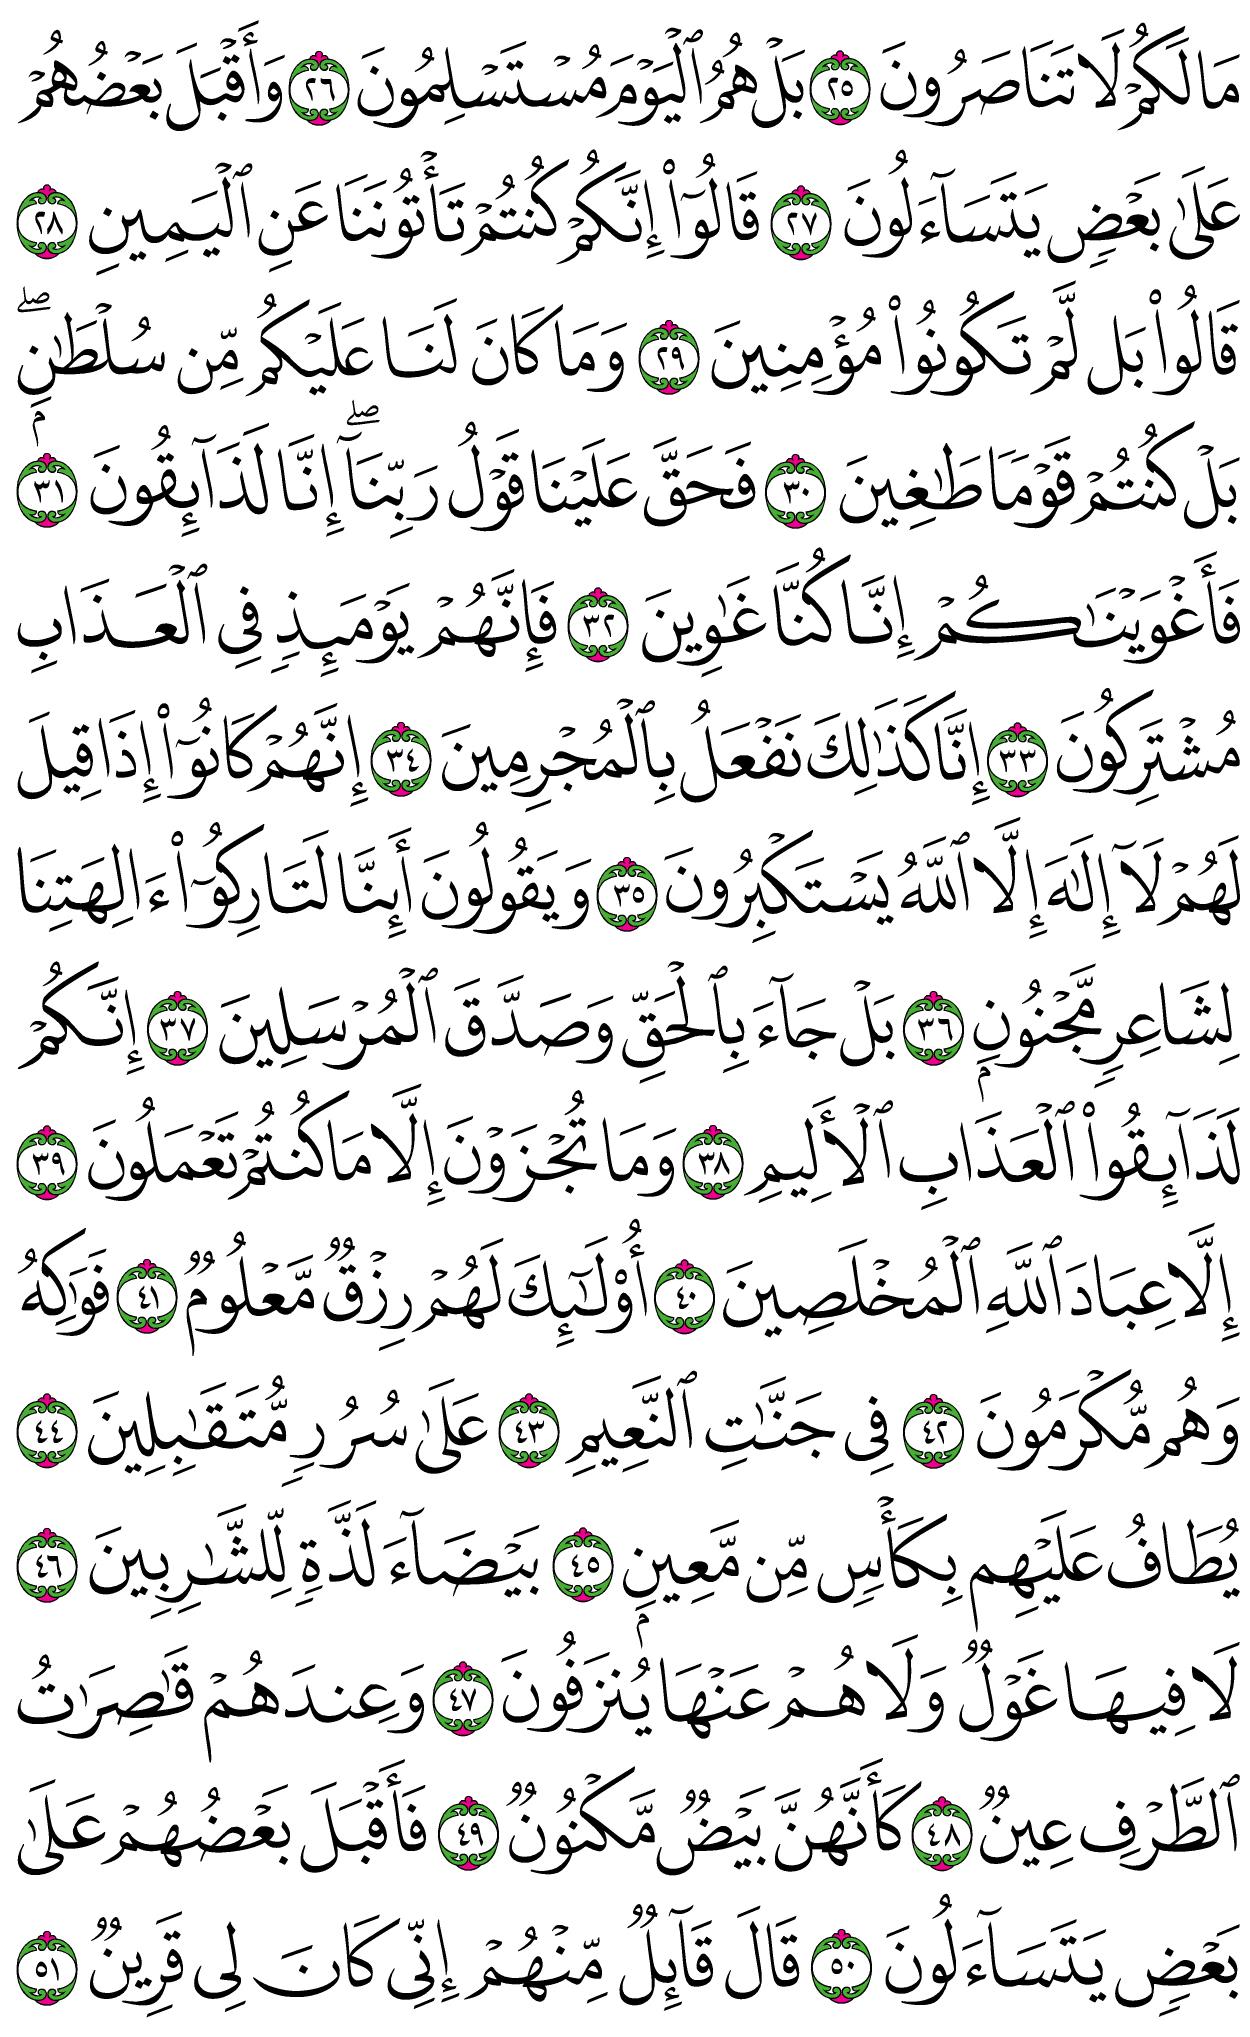 مَا لَكُمۡ لَا تَنَاصَرُونَ ٢٥ بَلۡ هُمُ ٱلۡيَوۡمَ مُسۡتَسۡلِمُونَ ٢٦ وَأَقۡبَلَ بَعۡضُهُمۡ
عَلَىٰ بَعۡضٖ يَتَسَآءَلُونَ ٢٧ قَالُوٓاْ إِنَّكُمۡ كُنتُمۡ تَأۡتُونَنَا عَنِ ٱلۡيَمِينِ ٢٨
قَالُواْ بَل لَّمۡ تَكُونُواْ مُؤۡمِنِينَ ٢٩ وَمَا كَانَ لَنَا عَلَيۡكُم مِّن سُلۡطَٰنِۭۖ
بَلۡ كُنتُمۡ قَوۡمٗا طَٰغِينَ ٣٠ فَحَقَّ عَلَيۡنَا قَوۡلُ رَبِّنَآۖ إِنَّا لَذَآئِقُونَ ٣١
فَأَغۡوَيۡنَٰكُمۡ إِنَّا كُنَّا غَٰوِينَ ٣٢ فَإِنَّهُمۡ يَوۡمَئِذٖ فِي ٱلۡعَذَابِ
مُشۡتَرِكُونَ ٣٣ إِنَّا كَذَٰلِكَ نَفۡعَلُ بِٱلۡمُجۡرِمِينَ ٣٤ إِنَّهُمۡ كَانُوٓاْ إِذَا قِيلَ
لَهُمۡ لَآ إِلَٰهَ إِلَّا ٱللَّهُ يَسۡتَكۡبِرُونَ ٣٥ وَيَقُولُونَ أَئِنَّا لَتَارِكُوٓاْ ءَالِهَتِنَا
لِشَاعِرٖ مَّجۡنُونِۭ ٣٦ بَلۡ جَآءَ بِٱلۡحَقِّ وَصَدَّقَ ٱلۡمُرۡسَلِينَ ٣٧ إِنَّكُمۡ
لَذَآئِقُواْ ٱلۡعَذَابِ ٱلۡأَلِيمِ ٣٨ وَمَا تُجۡزَوۡنَ إِلَّا مَا كُنتُمۡ تَعۡمَلُونَ ٣٩
إِلَّا عِبَادَ ٱللَّهِ ٱلۡمُخۡلَصِينَ ٤٠ أُوْلَٰٓئِكَ لَهُمۡ رِزۡقٞ مَّعۡلُومٞ ٤١ فَوَٰكِهُ
وَهُم مُّكۡرَمُونَ ٤٢ فِي جَنَّٰتِ ٱلنَّعِيمِ ٤٣ عَلَىٰ سُرُرٖ مُّتَقَٰبِلِينَ ٤٤
يُطَافُ عَلَيۡهِم بِكَأۡسٖ مِّن مَّعِينِۭ ٤٥ بَيۡضَآءَ لَذَّةٖ لِّلشَّٰرِبِينَ ٤٦
لَا فِيهَا غَوۡلٞ وَلَا هُمۡ عَنۡهَا يُنزَفُونَ ٤٧ وَعِندَهُمۡ قَٰصِرَٰتُ
ٱلطَّرۡفِ عِينٞ ٤٨ كَأَنَّهُنَّ بَيۡضٞ مَّكۡنُونٞ ٤٩ فَأَقۡبَلَ بَعۡضُهُمۡ عَلَىٰ
بَعۡضٖ يَتَسَآءَلُونَ ٥٠ قَالَ قَآئِلٞ مِّنۡهُمۡ إِنِّي كَانَ لِي قَرِينٞ ٥١